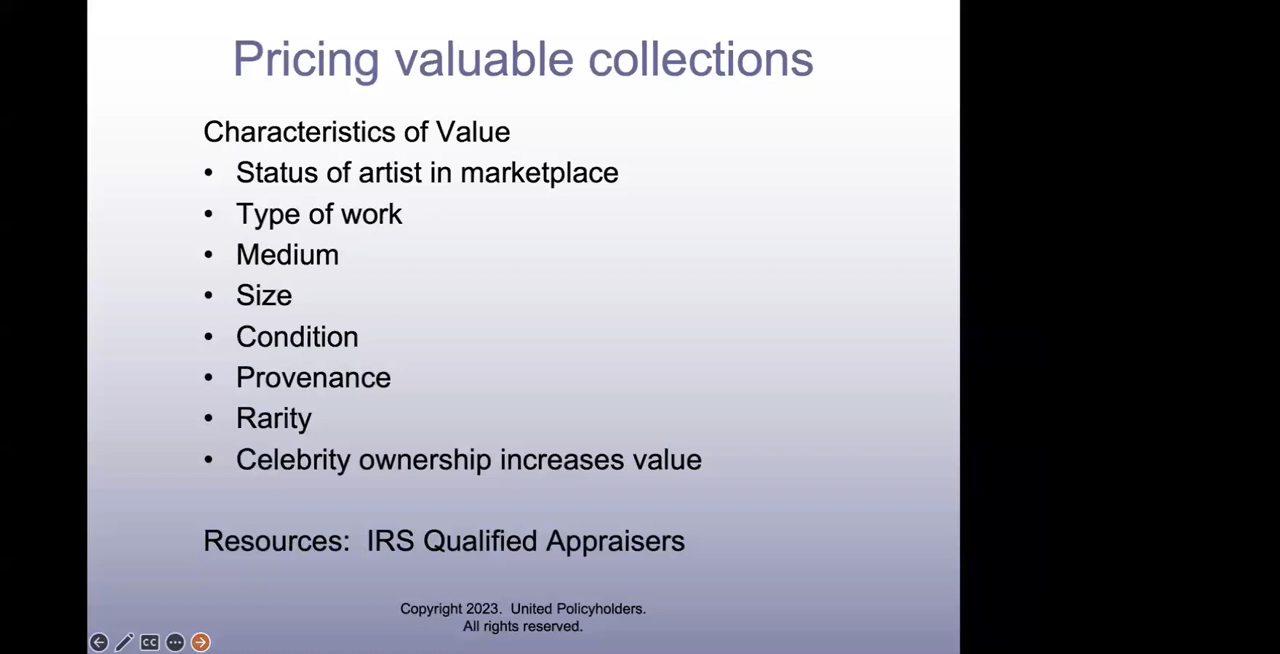 Pricing valuable collections
Characteristics of Value
• Status of artist in marketplace
• Type of work
• Medium
• Size
• Condition
• Provenance
• Rarity
• Celebrity ownership increases value
Resources:  IRS Qualified Appraisers
Copyright 2023.  United Policyholders.
All rights reserved.
CC